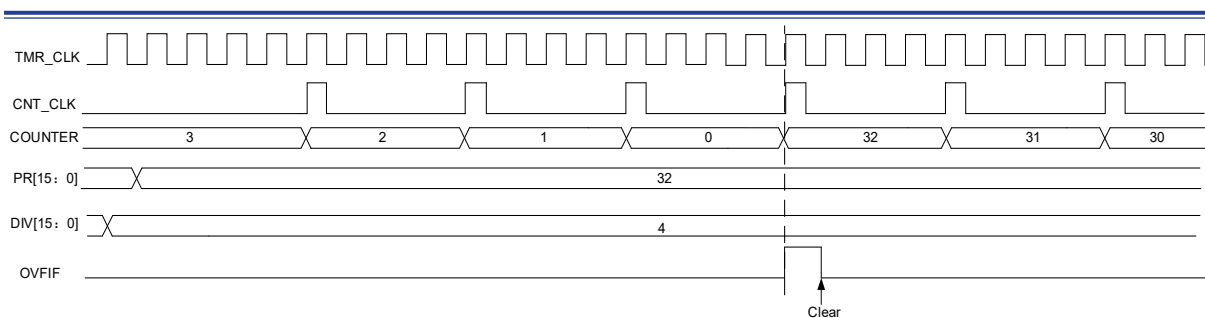 TMR_CLK
CNT_CLK
COUNTER 3 2 1 0 32 31 30
PR[15：0] 32
DIV[15：0] 4
OVFIF
Clear